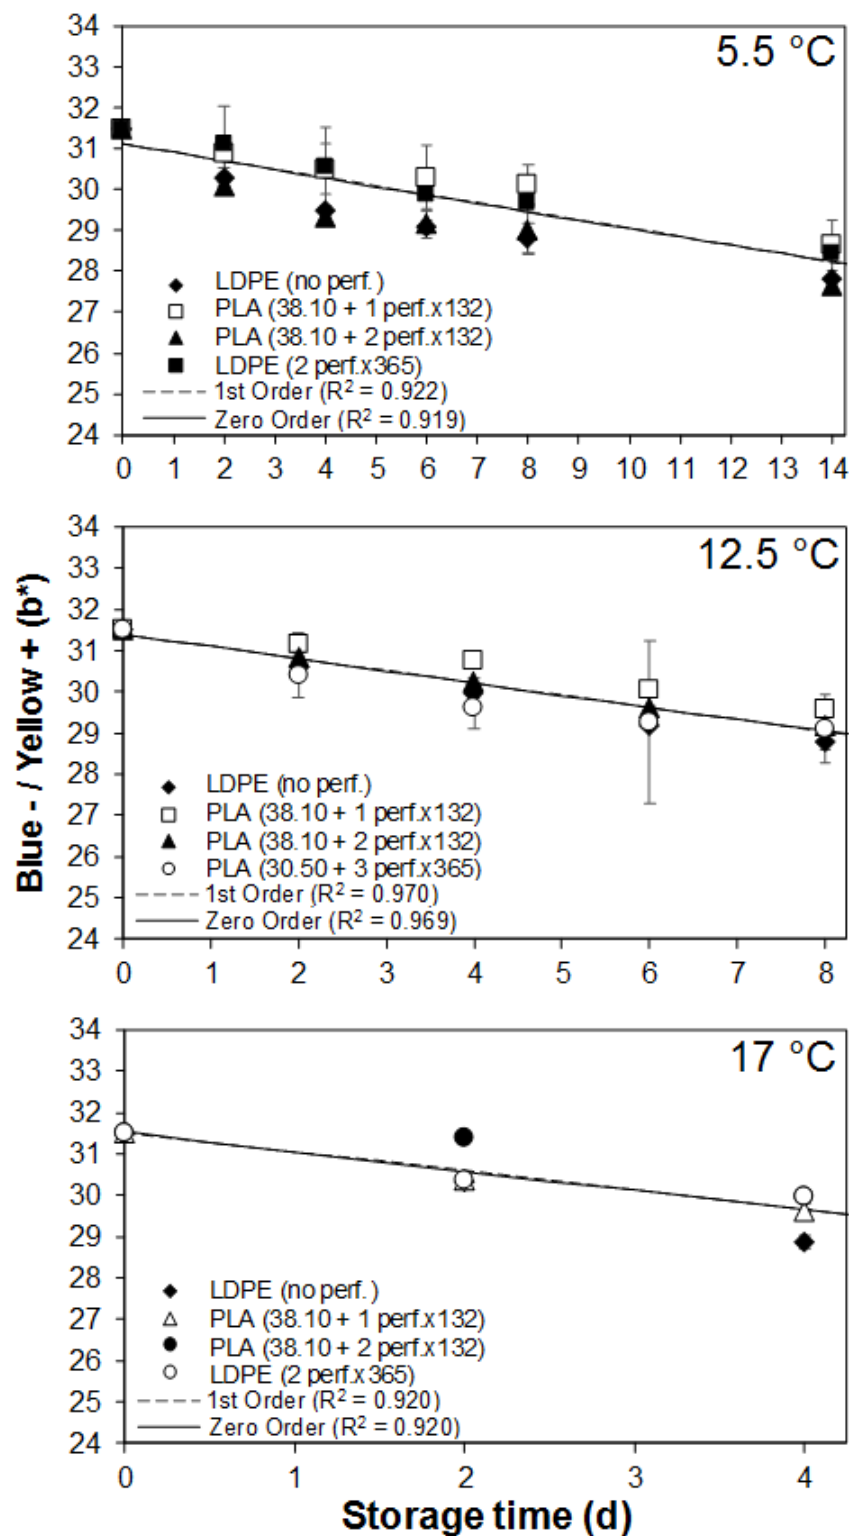 5.5 °C
34
33
32
31
30
29
28
27
26
25
24
LDPE (no perf.)
PLA (38.10 + 1 perf.x132)
PLA (38.10 + 2 perf.x132)
LDPE (2 perf.x365)
1st Order (R² = 0.922)
Zero Order (R² = 0.919)
0 1 2 3 4 5 6 7 8 9 10 11 12 13 14
Blue - / Yellow + (b*)
12.5 °C
34
33
32
31
30
29
28
27
26
25
24
LDPE (no perf.)
PLA (38.10 + 1 perf.x132)
PLA (38.10 + 2 perf.x132)
PLA (30.50 + 3 perf.x365)
1st Order (R² = 0.970)
Zero Order (R² = 0.969)
0 1 2 3 4 5 6 7 8
17 °C
34
33
32
31
30
29
28
27
26
25
24
LDPE (no perf.)
PLA (38.10 + 1 perf.x132)
PLA (38.10 + 2 perf.x132)
LDPE (2 perf.x365)
1st Order (R² = 0.920)
Zero Order (R² = 0.920)
0 1 2 3 4
Storage time (d)